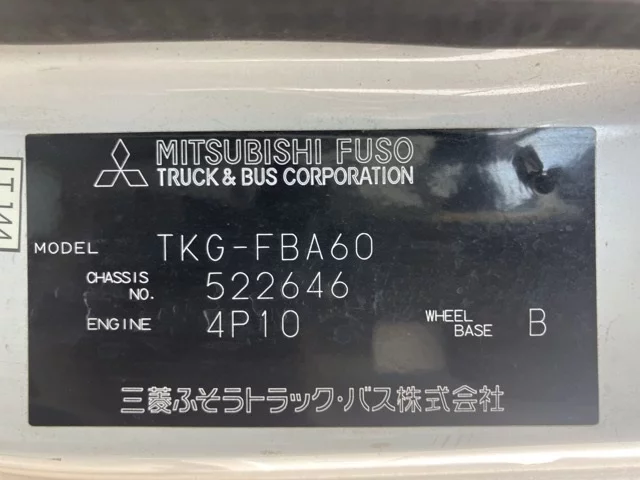 MITSUBISHI FUSO
TRUCK & BUS CORPORATION
MODEL TKG-FBA60
CHASSIS NO. 522646
ENGINE 4P10 WHEEL BASE B
三菱ふそうトラック・バス株式会社